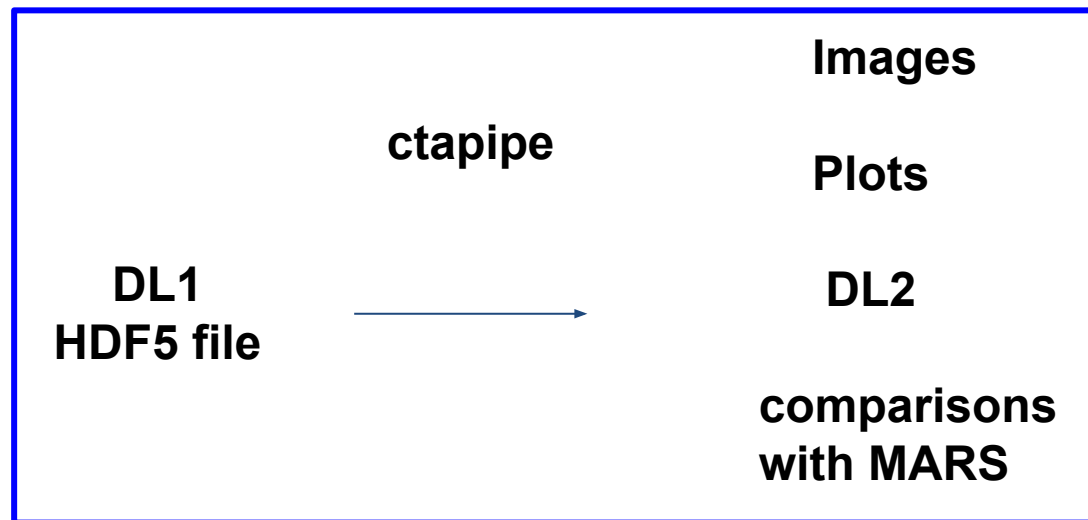 Images
ctapipe
Plots
DL1
HDF5 file
DL2
comparisons
with MARS